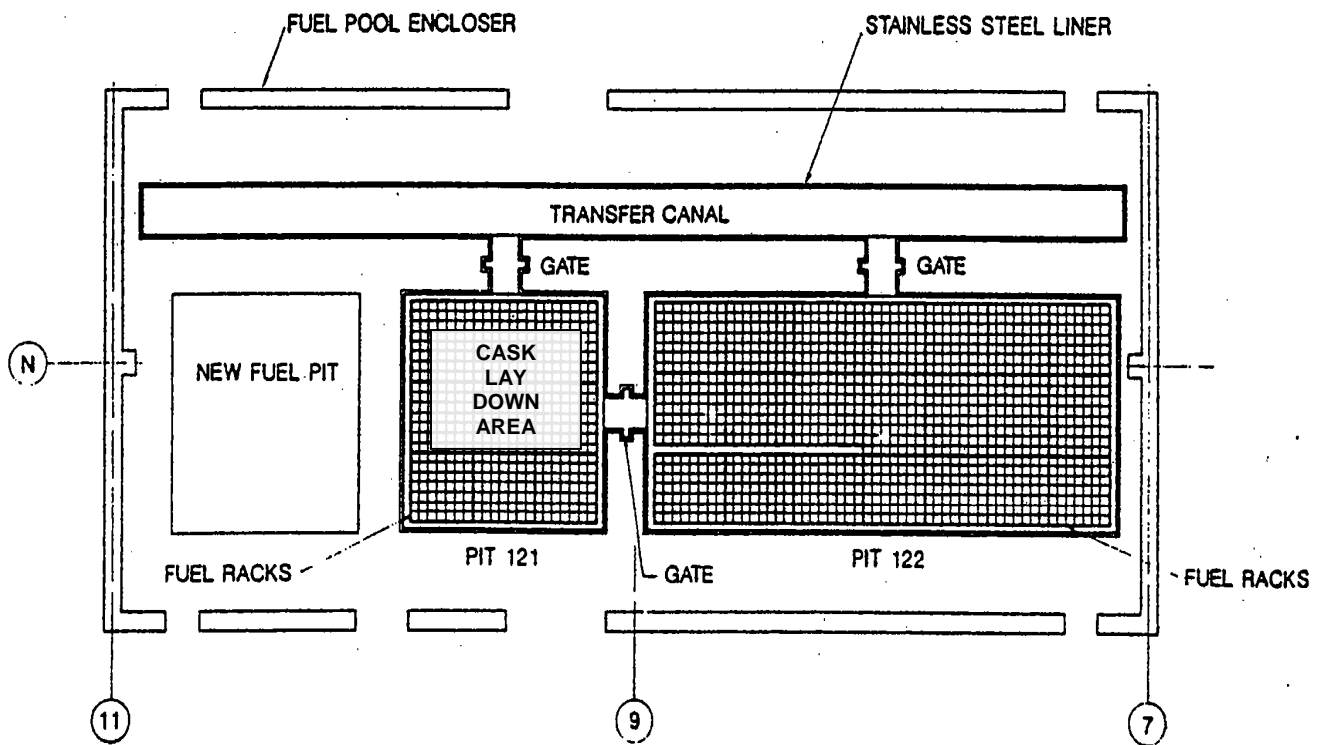 FUEL POOL ENCLOSER
STAINLESS STEEL LINER
TRANSFER CANAL
GATE
GATE
N
NEW FUEL PIT
CASK
LAY
DOWN
AREA
FUEL RACKS
PIT 121
GATE
PIT 122
FUEL RACKS
11
9
7